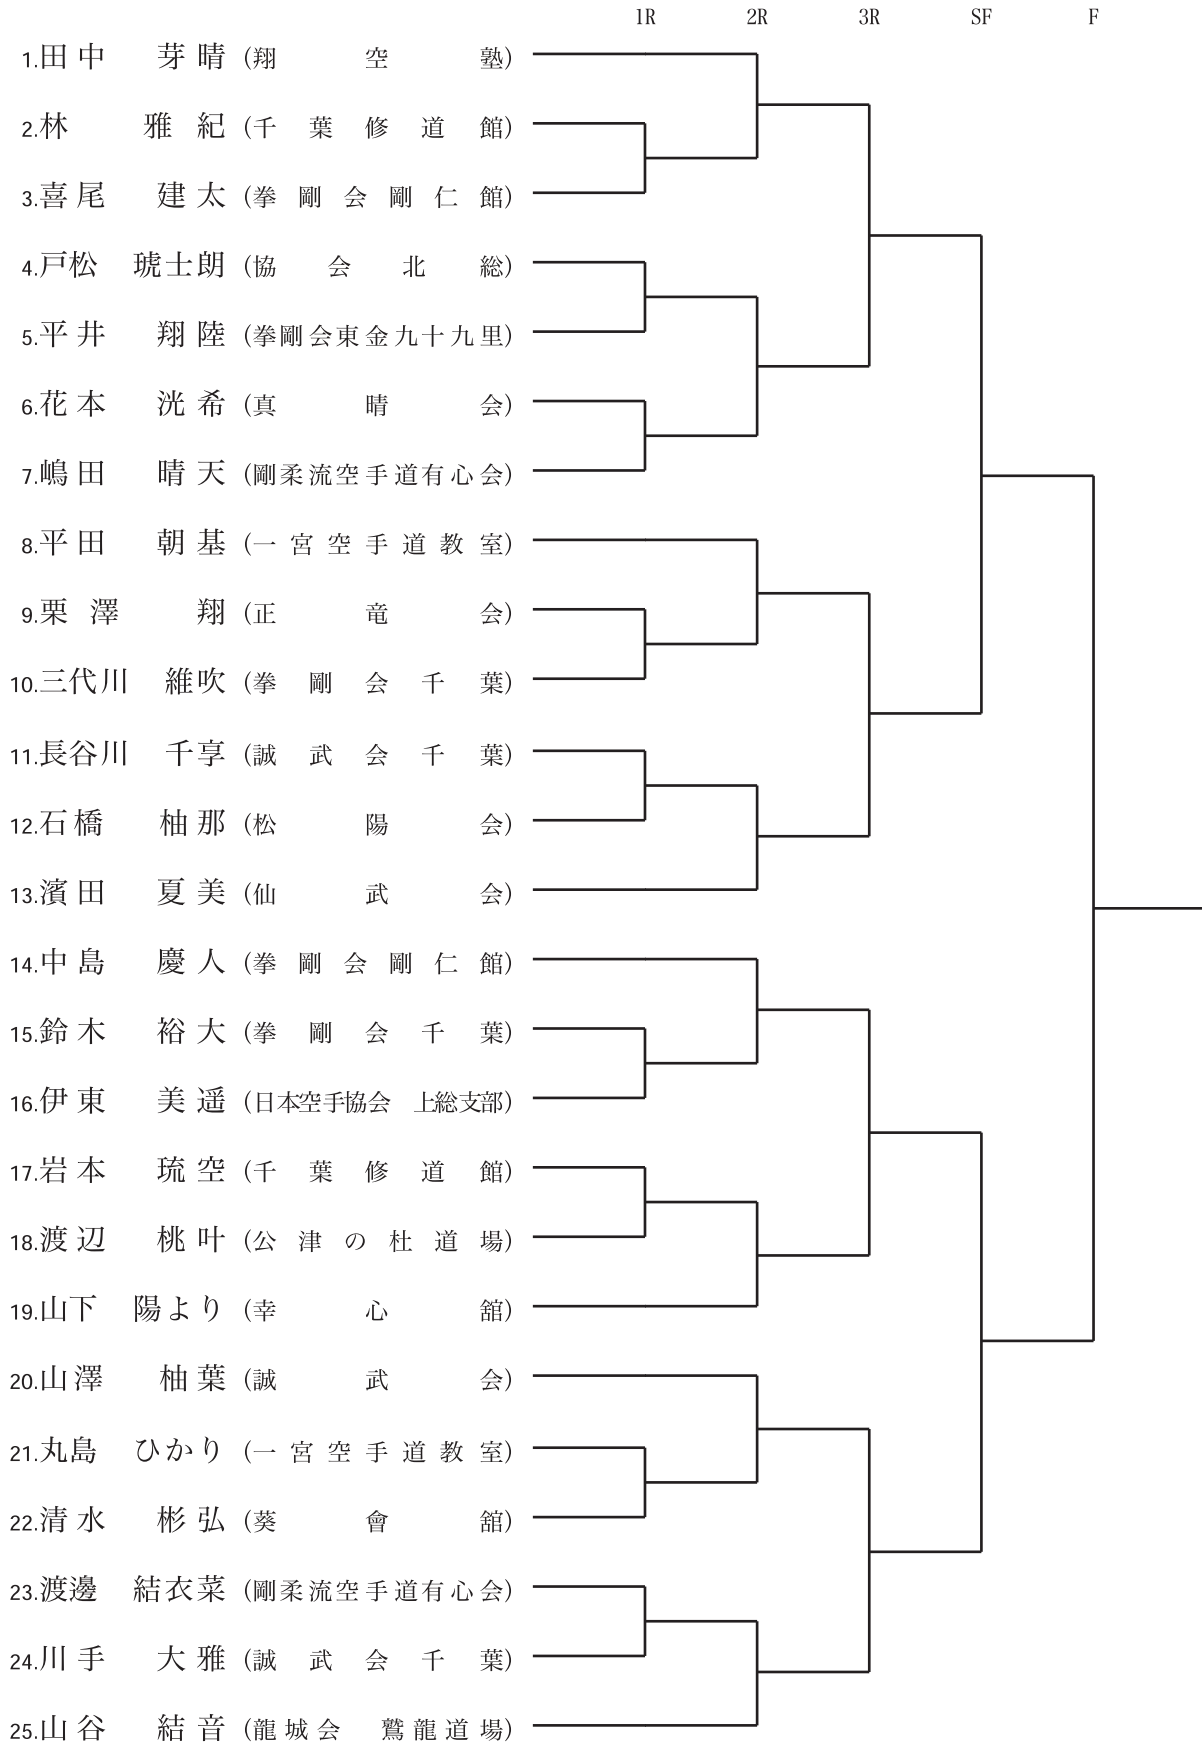 1R 2R 3R SF F
1.田中 芽晴 (翔空塾)
2.林 雅紀 (千葉修道館)
3.喜尾 建太 (拳剛会剛仁館)
4.戸松 琥士朗 (協会北総)
5.平井 翔陸 (拳剛会東金九十九里)
6.花本 洸希 (真晴会)
7.嶋田 晴天 (剛柔流空手道有心会)
8.平田 朝基 (一宮空手道教室)
9.栗澤 翔 (正竜会)
10.三代川 維吹 (拳剛会千葉)
11.長谷川 千享 (誠武会千葉)
12.石橋 柚那 (松陽会)
13.濱田 夏美 (仙武会)
14.中島 慶人 (拳剛会剛仁館)
15.鈴木 裕大 (拳剛会千葉)
16.伊東 美遥 (日本空手協会 上総支部)
17.岩本 琉空 (千葉修道館)
18.渡辺 桃叶 (公津の杜道場)
19.山下 陽より (幸心舘)
20.山澤 柚葉 (誠武会)
21.丸島 ひかり (一宮空手道教室)
22.清水 彬弘 (葵會舘)
23.渡邊 結衣菜 (剛柔流空手道有心会)
24.川手 大雅 (誠武会千葉)
25.山谷 結音 (龍城会 鷲龍道場)